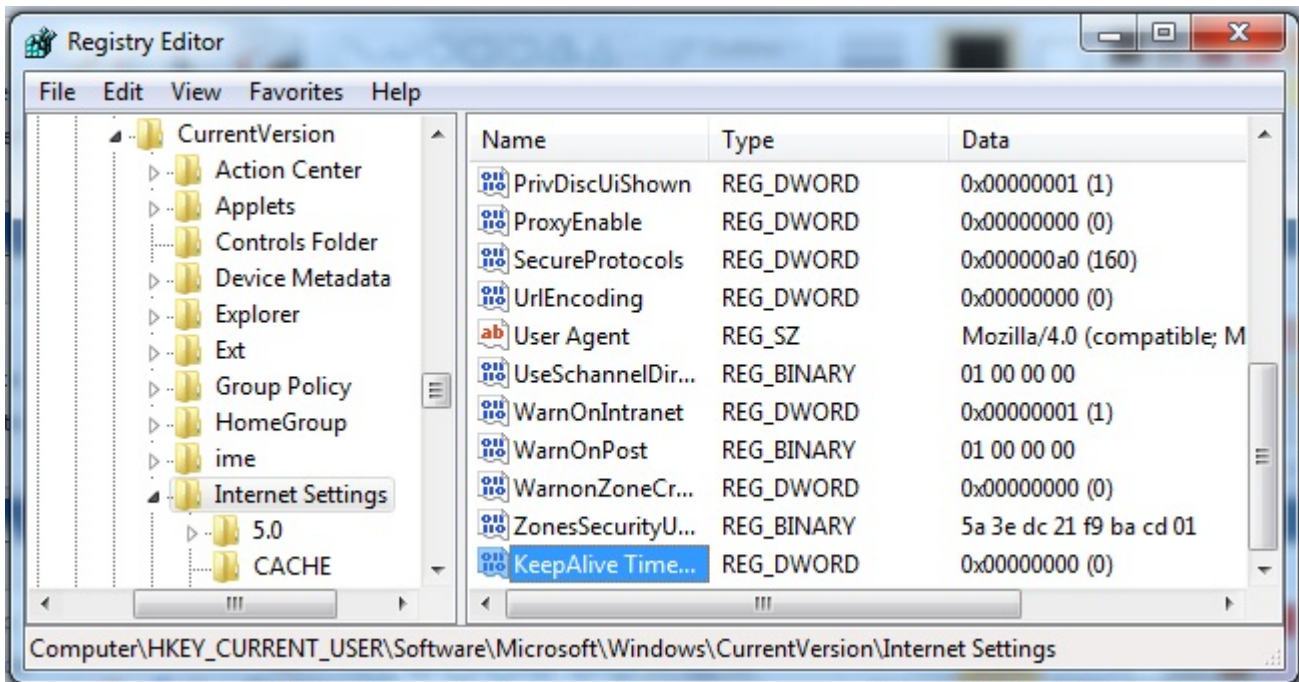 Registry Editor
File Edit View Favorites Help
CurrentVersion
Action Center
Applets
Controls Folder
Device Metadata
Explorer
Ext
Group Policy
HomeGroup
ime
Internet Settings
5.0
CACHE
Name Type Data
PrivDiscUiShown REG_DWORD 0x00000001 (1)
ProxyEnable REG_DWORD 0x00000000 (0)
SecureProtocols REG_DWORD 0x000000a0 (160)
UrlEncoding REG_DWORD 0x00000000 (0)
User Agent REG_SZ Mozilla/4.0 (compatible; M
UseSchannelDir... REG_BINARY 01 00 00 00
WarnOnIntranet REG_DWORD 0x00000001 (1)
WarnOnPost REG_BINARY 01 00 00 00
WarnonZoneCr... REG_DWORD 0x00000000 (0)
ZonesSecurityU... REG_BINARY 5a 3e dc 21 f9 ba cd 01
KeepAlive Time... REG_DWORD 0x00000000 (0)
Computer\HKEY_CURRENT_USER\Software\Microsoft\Windows\CurrentVersion\Internet Settings